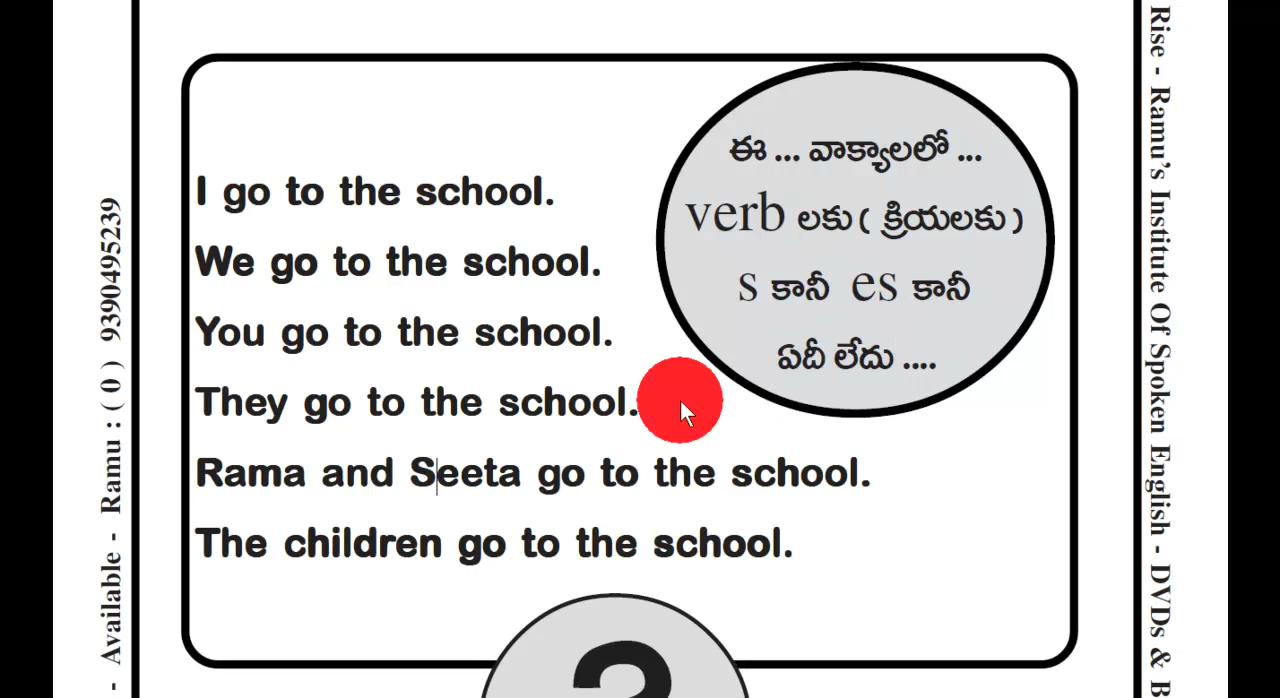 I go to the school.
We go to the school.
You go to the school.
They go to the school.
Rama and Seeta go to the school.
The children go to the school.
ఈ ... వాక్యాలలో ...
verb లకు ( క్రియలకు )
s కానీ es కానీ
ఏదీ లేదు ....
- Available - Ramu : ( 0 ) 9390495239
Rise - Ramu's Institute Of Spoken English - DVDs & B